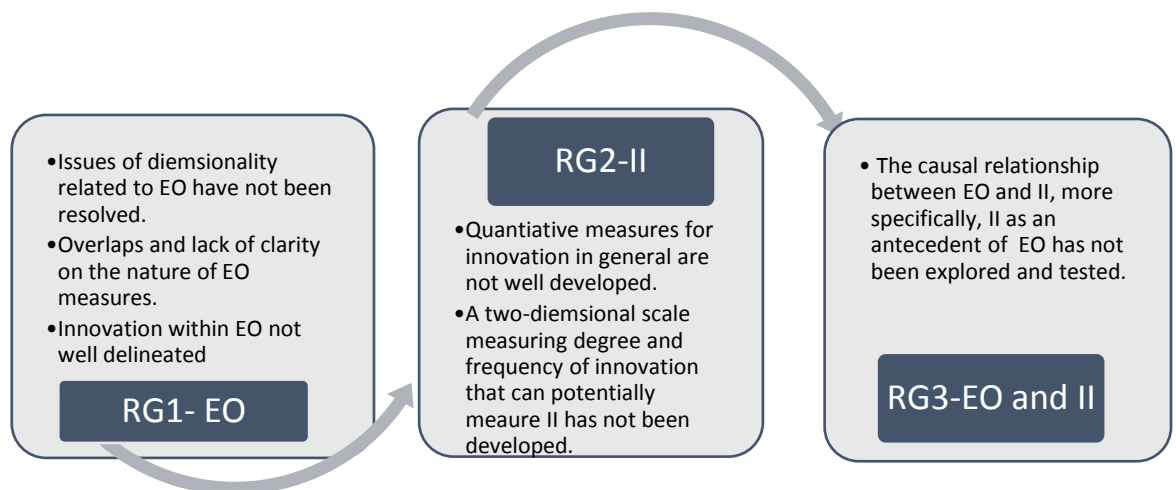 •Issues of diemsionality
related to EO have not been
resolved.
•Overlaps and lack of clarity
on the nature of EO
measures.
•Innovation within EO not
well delineated
RG1- EO
RG2-II
•Quantiative measures for
innovation in general are
not well developed.
•A two-diemsional scale
measuring degree and
frequency of innovation
that can potentially
meaure II has not been
developed.
• The causal relationship
between EO and II, more
specifically, II as an
antecedent of EO has not
been explored and tested.
RG3-EO and II